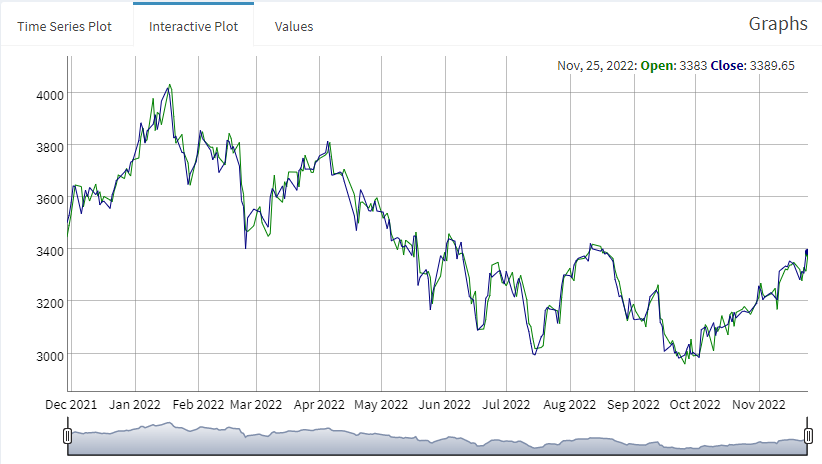 Time Series Plot Interactive Plot Values Graphs
Nov, 25, 2022: Open: 3383 Close: 3389.65
4000
3800
3600
3400
3200
3000
Dec 2021 Jan 2022 Feb 2022 Mar 2022 Apr 2022 May 2022 Jun 2022 Jul 2022 Aug 2022 Sep 2022 Oct 2022 Nov 2022